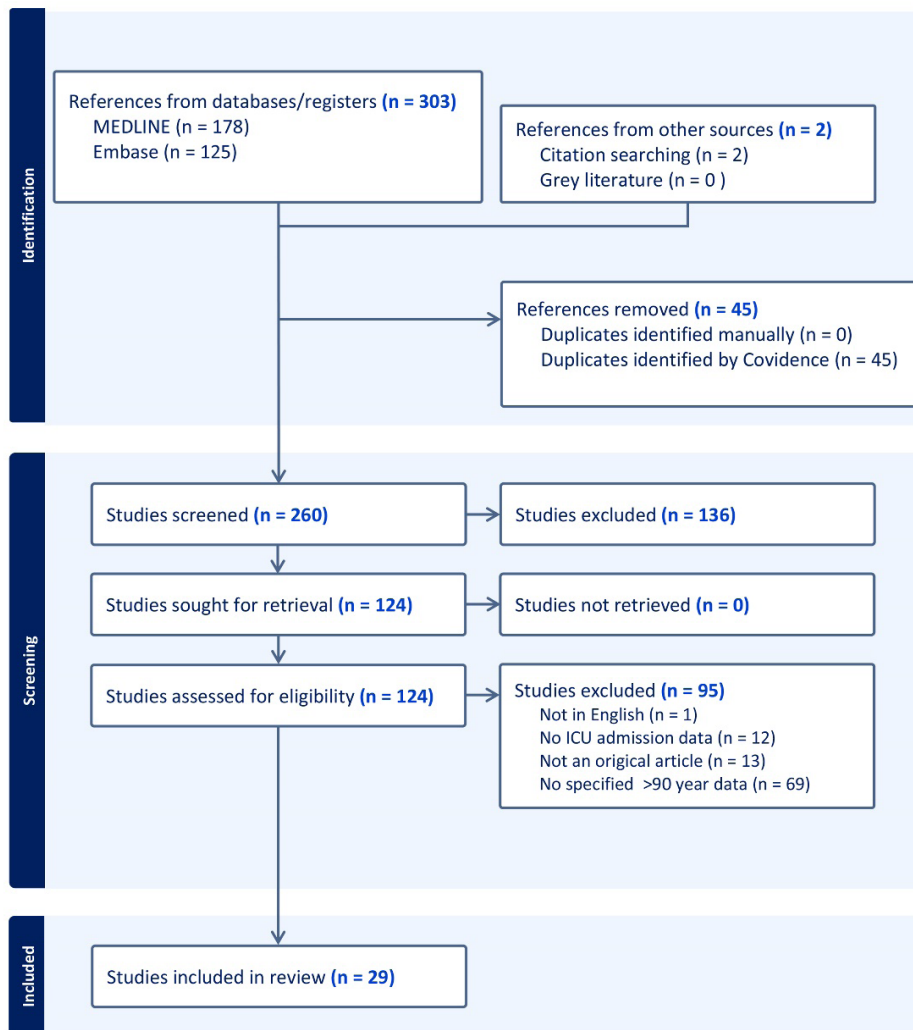 Identification
References from databases/registers (n = 303)
MEDLINE (n = 178)
Embase (n = 125)
References from other sources (n = 2)
Citation searching (n = 2)
Grey literature (n = 0 )
References removed (n = 45)
Duplicates identified manually (n = 0)
Duplicates identified by Covidence (n = 45)
Screening
Studies screened (n = 260)
Studies excluded (n = 136)
Studies sought for retrieval (n = 124)
Studies not retrieved (n = 0)
Studies assessed for eligibility (n = 124)
Studies excluded (n = 95)
Not in English (n = 1)
No ICU admission data (n = 12)
Not an origical article (n = 13)
No specified >90 year data (n = 69)
Included
Studies included in review (n = 29)